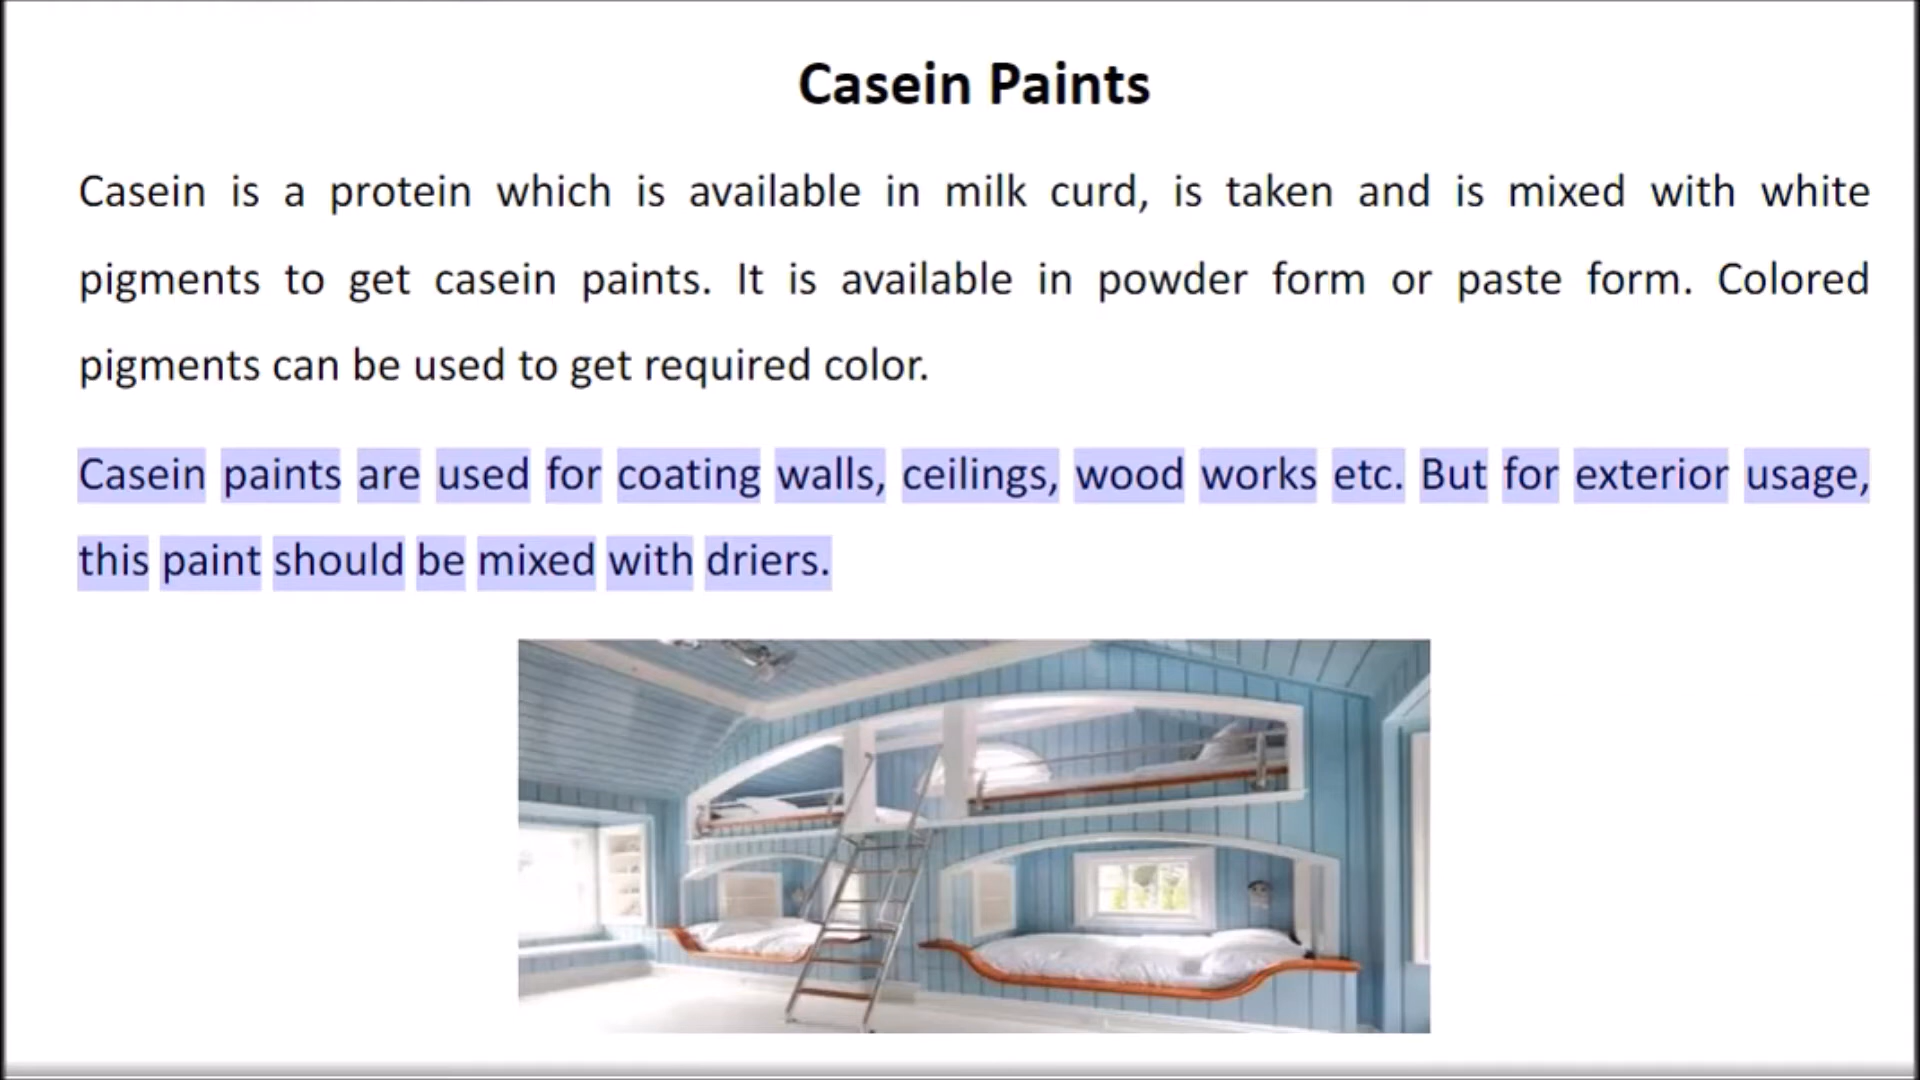 Casein Paints
Casein is a protein which is available in milk curd, is taken and is mixed with white
pigments to get casein paints. It is available in powder form or paste form. Colored
pigments can be used to get required color.
Casein paints are used for coating walls, ceilings, wood works etc. But for exterior usage,
this paint should be mixed with driers.